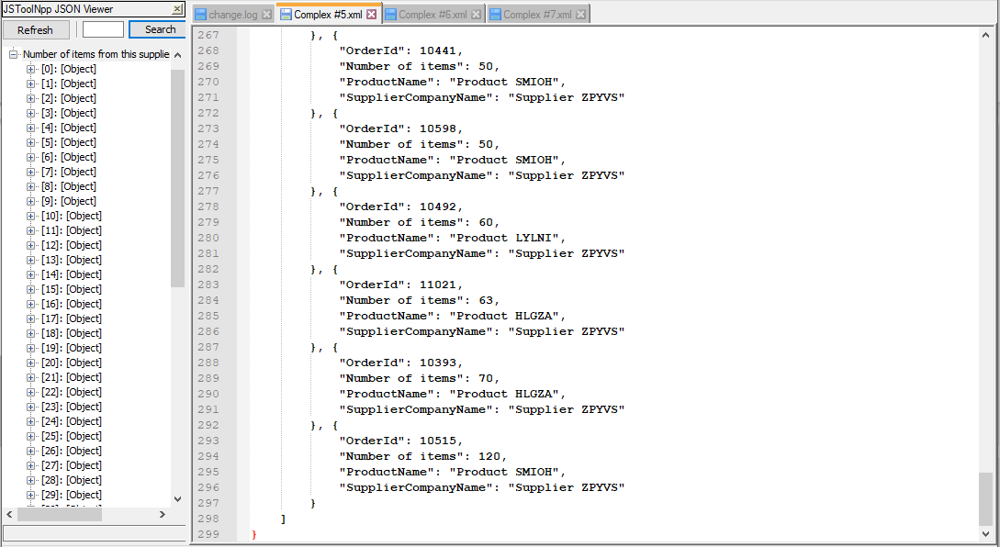 JSToolNpp JSON Viewer
Refresh
Search
Number of items from this supplie
[0]: [Object]
[1]: [Object]
[2]: [Object]
[3]: [Object]
[4]: [Object]
[5]: [Object]
[6]: [Object]
[7]: [Object]
[8]: [Object]
[9]: [Object]
[10]: [Object]
[11]: [Object]
[12]: [Object]
[13]: [Object]
[14]: [Object]
[15]: [Object]
[16]: [Object]
[17]: [Object]
[18]: [Object]
[19]: [Object]
[20]: [Object]
[21]: [Object]
[22]: [Object]
[23]: [Object]
[24]: [Object]
[25]: [Object]
[26]: [Object]
[27]: [Object]
[28]: [Object]
[29]: [Object]
change.log Complex #5.xml Complex #6.xml Complex #7.xml
267 }, {
268 "OrderId": 10441,
269 "Number of items": 50,
270 "ProductName": "Product SMIOH",
271 "SupplierCompanyName": "Supplier ZPYVS"
272 }, {
273 "OrderId": 10598,
274 "Number of items": 50,
275 "ProductName": "Product SMIOH",
276 "SupplierCompanyName": "Supplier ZPYVS"
277 }, {
278 "OrderId": 10492,
279 "Number of items": 60,
280 "ProductName": "Product LYLNI",
281 "SupplierCompanyName": "Supplier ZPYVS"
282 }, {
283 "OrderId": 11021,
284 "Number of items": 63,
285 "ProductName": "Product HLGZA",
286 "SupplierCompanyName": "Supplier ZPYVS"
287 }, {
288 "OrderId": 10393,
289 "Number of items": 70,
290 "ProductName": "Product HLGZA",
291 "SupplierCompanyName": "Supplier ZPYVS"
292 }, {
293 "OrderId": 10515,
294 "Number of items": 120,
295 "ProductName": "Product SMIOH",
296 "SupplierCompanyName": "Supplier ZPYVS"
297 }
298 ]
299 }